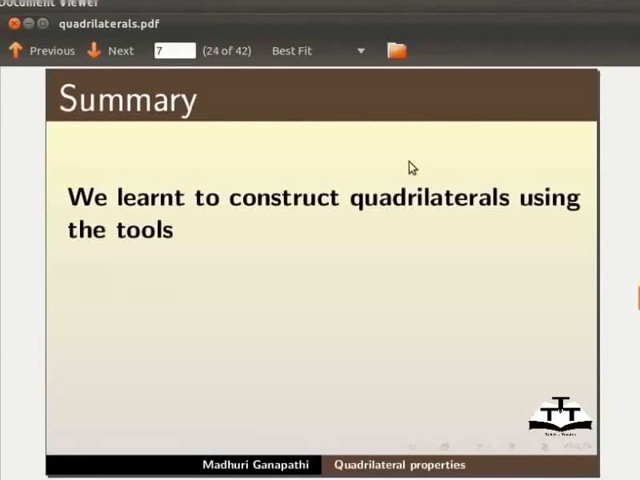 Document Viewer
quadrilaterals.pdf
Previous Next 7 (24 of 42) Best Fit
Summary
We learnt to construct quadrilaterals using
the tools
Madhuri Ganapathi Quadrilateral properties